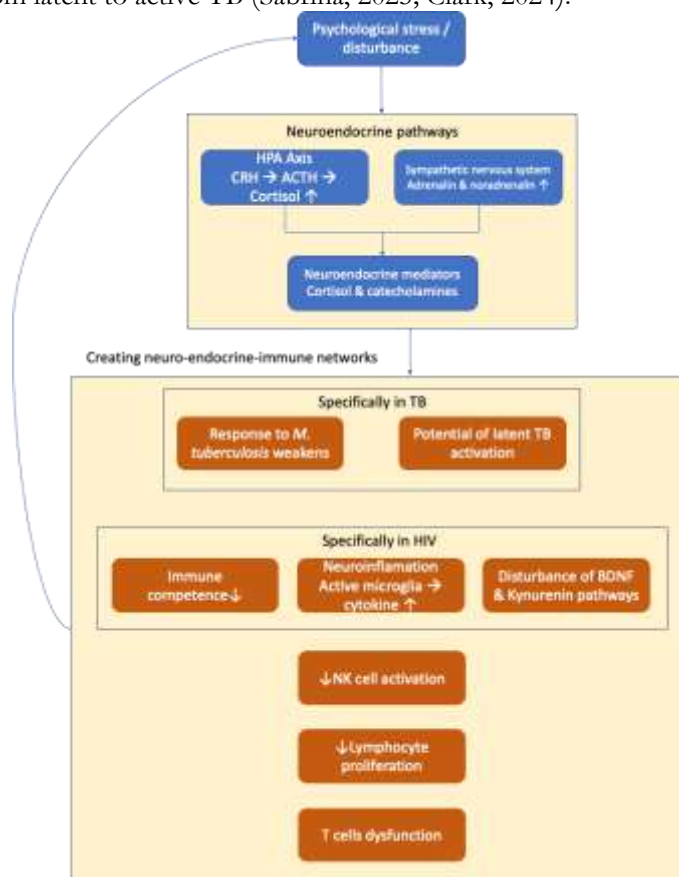 latent to active TB (Sabrina, 2023; Clark, 2024).
Psychological stress /
disturbance
Neuroendocrine pathways
HPA Axis
CRH → ACTH →
Cortisol ↑
Sympathetic nervous system
Adrenalin & noradrenalin ↑
Neuroendocrine mediators
Cortisol & catecholamines
Creating neuro-endocrine-immune networks
Specifically in TB
Response to M.
tuberculosis weakens
Potential of latent TB
activation
Specifically in HIV
Immune
competence↓
Neuroinflamation
Active microglia →
cytokine ↑
Disturbance of BDNF
& Kynurenin pathways
↓NK cell activation
↓Lymphocyte
proliferation
T cells dysfunction